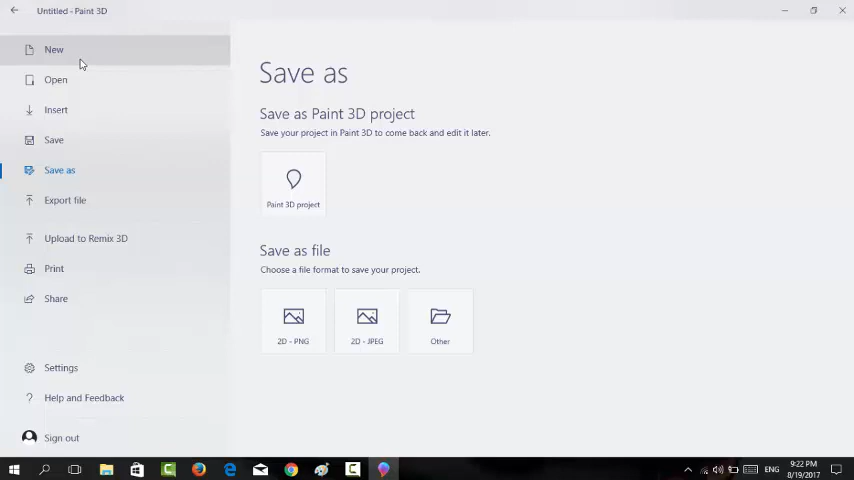 Untitled - Paint 3D
New
Open
Insert
Save
Save as
Export file
Upload to Remix 3D
Print
Share
Settings
Help and Feedback
Sign out
Save as
Save as Paint 3D project
Save your project in Paint 3D to come back and edit it later.
Paint 3D project
Save as file
Choose a file format to save your project.
2D - PNG
2D - JPEG
Other
ENG
9:22 PM
8/19/2017